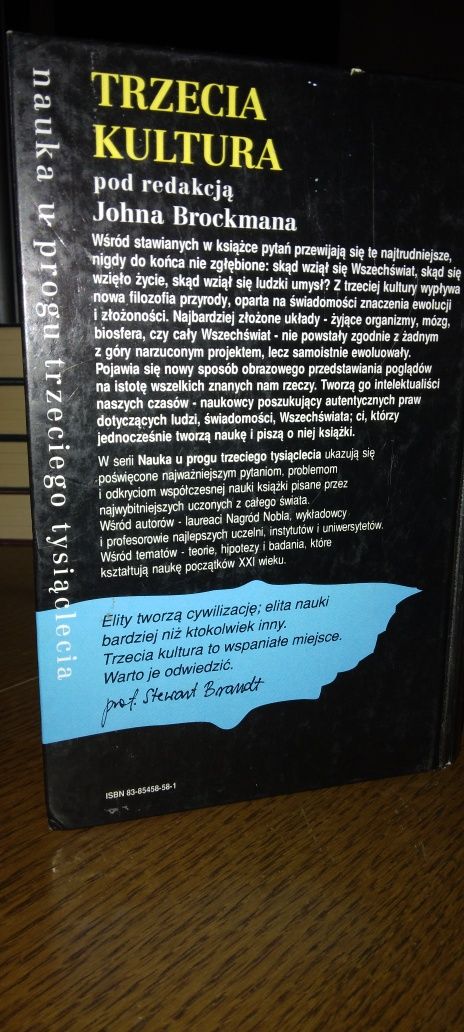 nauka u progu trzeciego tysiąclecia
TRZECIA
KULTURA
pod redakcją
Johna Brockmana
Wśród stawianych w książce pytań przewijają się te najtrudniejsze,
nigdy do końca nie zgłębione: skąd wziął się Wszechświat, skąd się
wzięło życie, skąd wziął się ludzki umysł? Z trzeciej kultury wypływa
nowa filozofia przyrody, oparta na świadomości znaczenia ewolucji
i złożoności. Najbardziej złożone układy - żyjące organizmy, mózg,
biosfera, czy cały Wszechświat - nie powstały zgodnie z żadnym
z góry narzuconym projektem, lecz samoistnie ewoluowały.
Pojawia się nowy sposób obrazowego przedstawiania poglądów
na istotę wszelkich znanych nam rzeczy. Tworzą go intelektualiści
naszych czasów - naukowcy poszukujący autentycznych praw
dotyczących ludzi, świadomości, Wszechświata; ci, którzy
jednocześnie tworzą naukę i piszą o niej książki.
W serii Nauka u progu trzeciego tysiąclecia ukazują się
poświęcone najważniejszym pytaniom, problemom
i odkryciom współczesnej nauki książki pisane przez
najwybitniejszych uczonych z całego świata.
Wśród autorów - laureaci Nagród Nobla, wykładowcy
i profesorowie najlepszych uczelni, instytutów i uniwersytetów.
Wśród tematów - teorie, hipotezy i badania, które
kształtują naukę początków XXI wieku.
Elity tworzą cywilizację; elita nauki
bardziej niż ktokolwiek inny.
Trzecia kultura to wspaniałe miejsce.
Warto je odwiedzić.
prof. Stewart Brandt
ISBN 83-85458-58-1